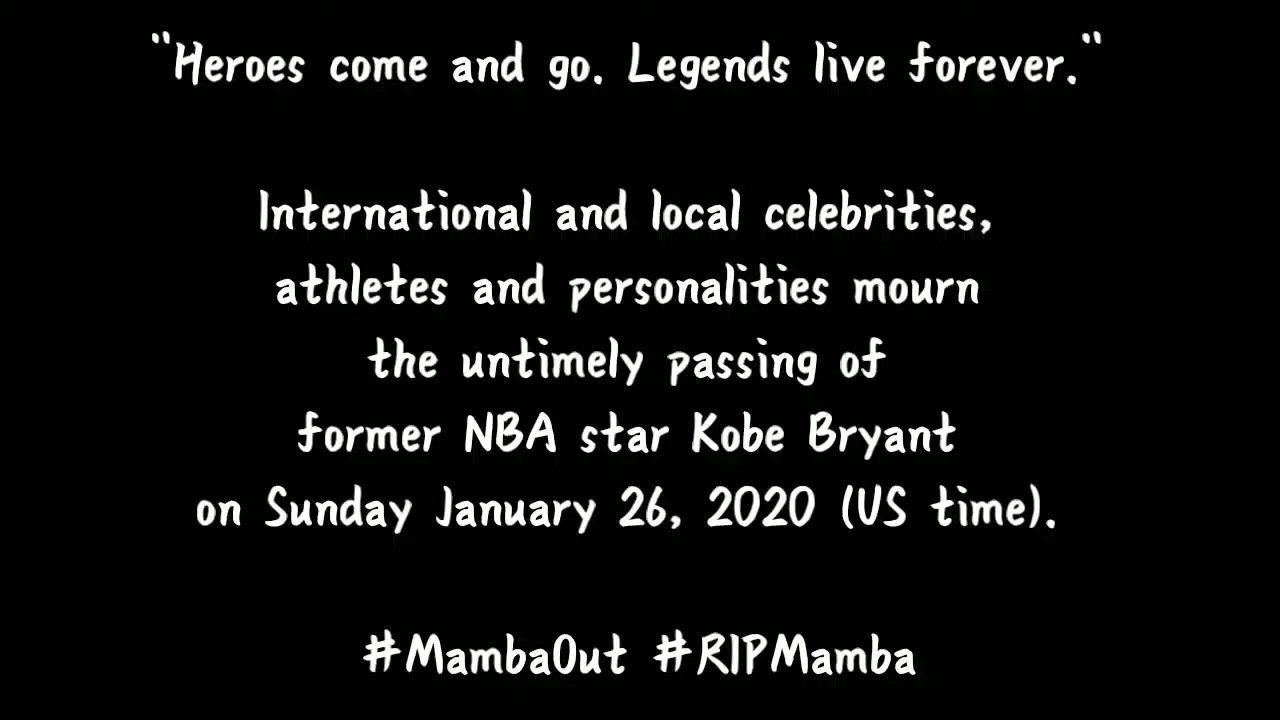 "Heroes come and go. Legends live forever."
International and local celebrities,
athletes and personalities mourn
the untimely passing of
former NBA star Kobe Bryant
on Sunday January 26, 2020 (US time).
#MambaOut #RIPMamba